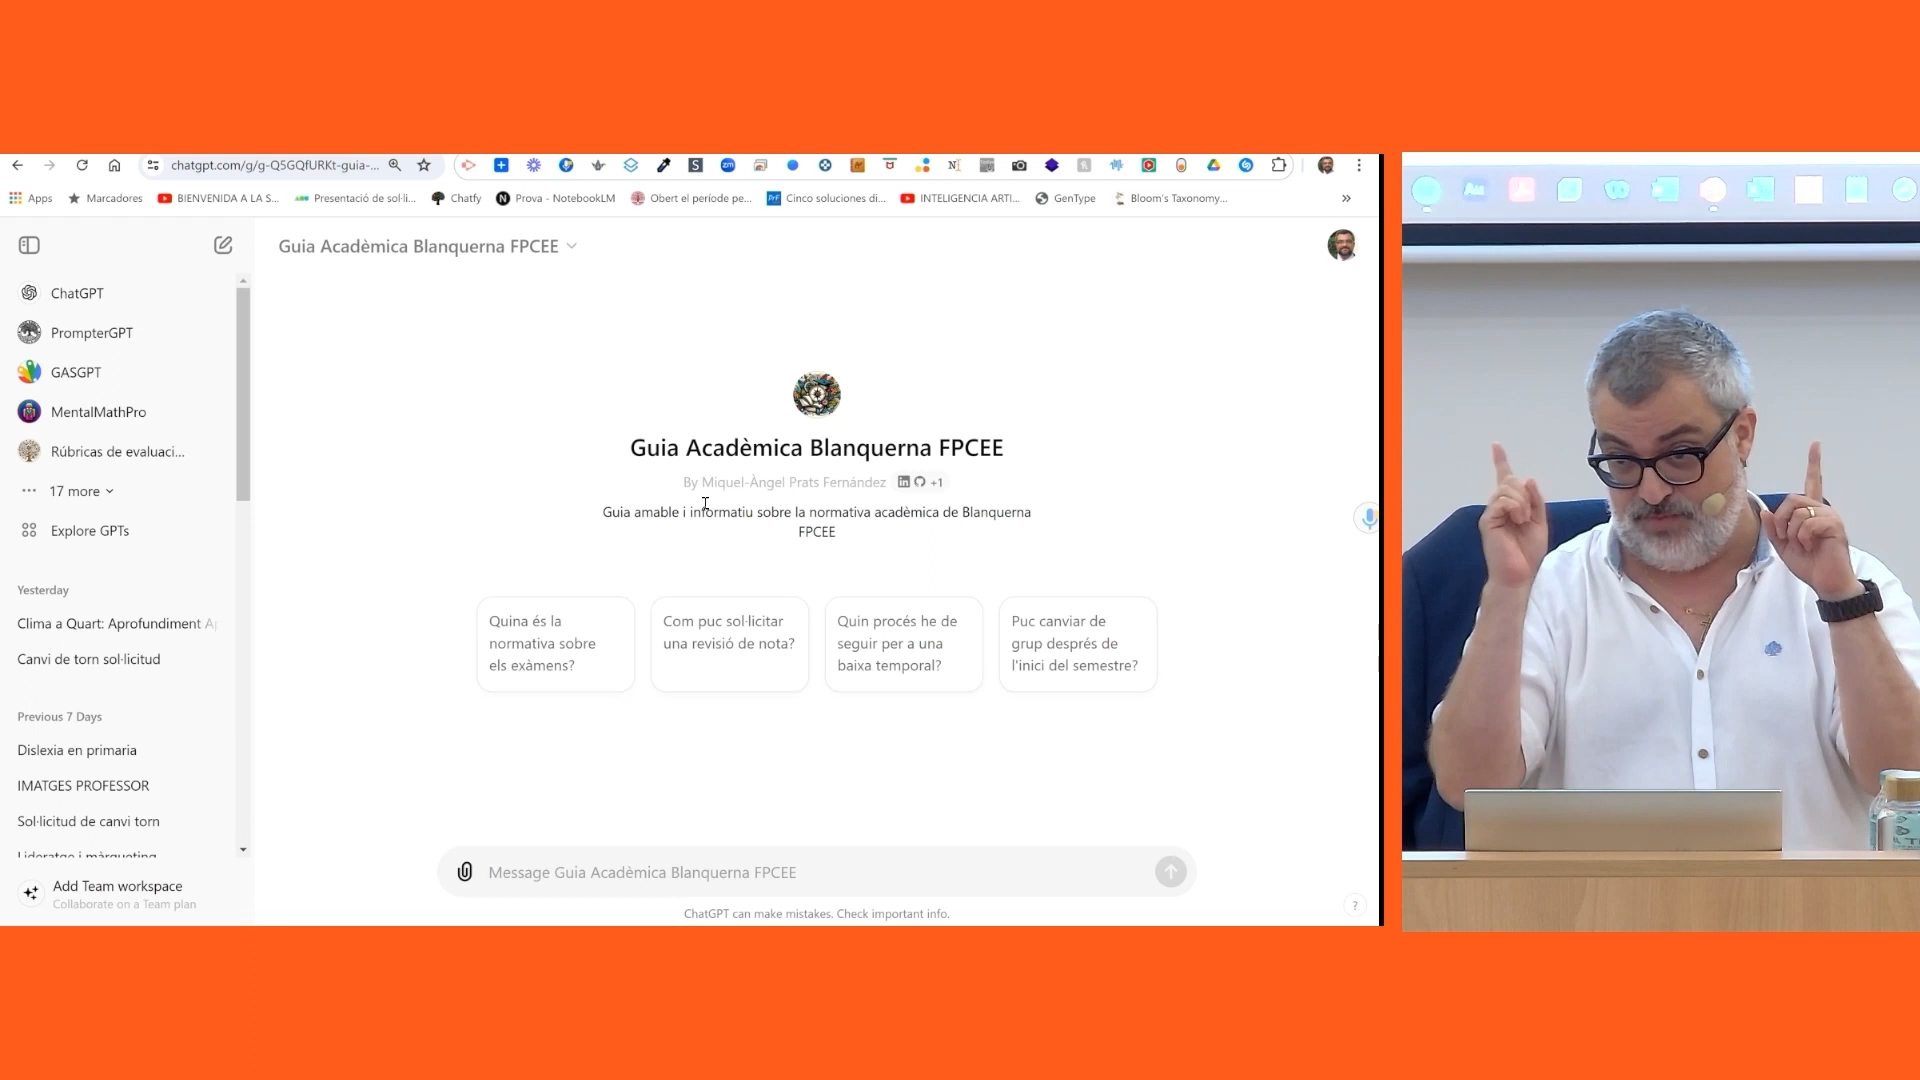 chatgpt.com/g/g-Q5GQfURKt-guia-...
Apps
Marcadores
BIENVENIDA A LA S...
Presentació de sol·li...
Chatfy
Prova - NotebookLM
Obert el període pe...
Cinco soluciones di...
INTELIGENCIA ARTI...
GenType
Bloom's Taxonomy...
Guia Acadèmica Blanquerna FPCEE
ChatGPT
PrompterGPT
GASGPT
MentalMathPro
Rúbricas de evaluaci...
17 more
Explore GPTs
Yesterday
Clima a Quart: Aprofundiment
Canvi de torn sol·licitud
Previous 7 Days
Dislexia en primaria
IMATGES PROFESSOR
Sol·licitud de canvi torn
Lideratge i màrqueting
Add Team workspace
Collaborate on a Team plan
Guia Acadèmica Blanquerna FPCEE
By Miquel-Àngel Prats Fernández
+1
Guia amable i informatiu sobre la normativa acadèmica de Blanquerna
FPCEE
Quina és la
normativa sobre
els exàmens?
Com puc sol·licitar
una revisió de nota?
Quin procés he de
seguir per a una
baixa temporal?
Puc canviar de
grup després de
l'inici del semestre?
Message Guia Acadèmica Blanquerna FPCEE
ChatGPT can make mistakes. Check important info.
?
Au